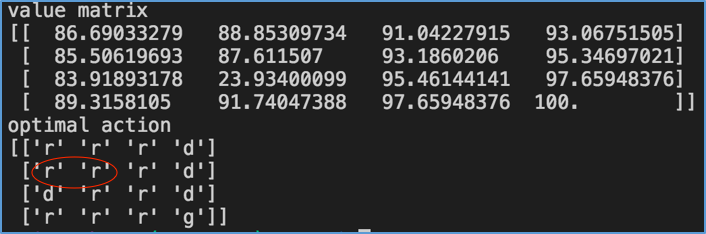 value matrix
[[ 86.69033279 88.85309734 91.04227915 93.06751505]
[ 85.50619693 87.611507 93.1860206 95.34697021]
[ 83.91893178 23.93400099 95.46144141 97.65948376]
[ 89.3158105 91.74047388 97.65948376 100. ]]
optimal action
[['r' 'r' 'r' 'd']
['r' 'r' 'r' 'd']
['d' 'r' 'r' 'd']
['r' 'r' 'r' 'g']]